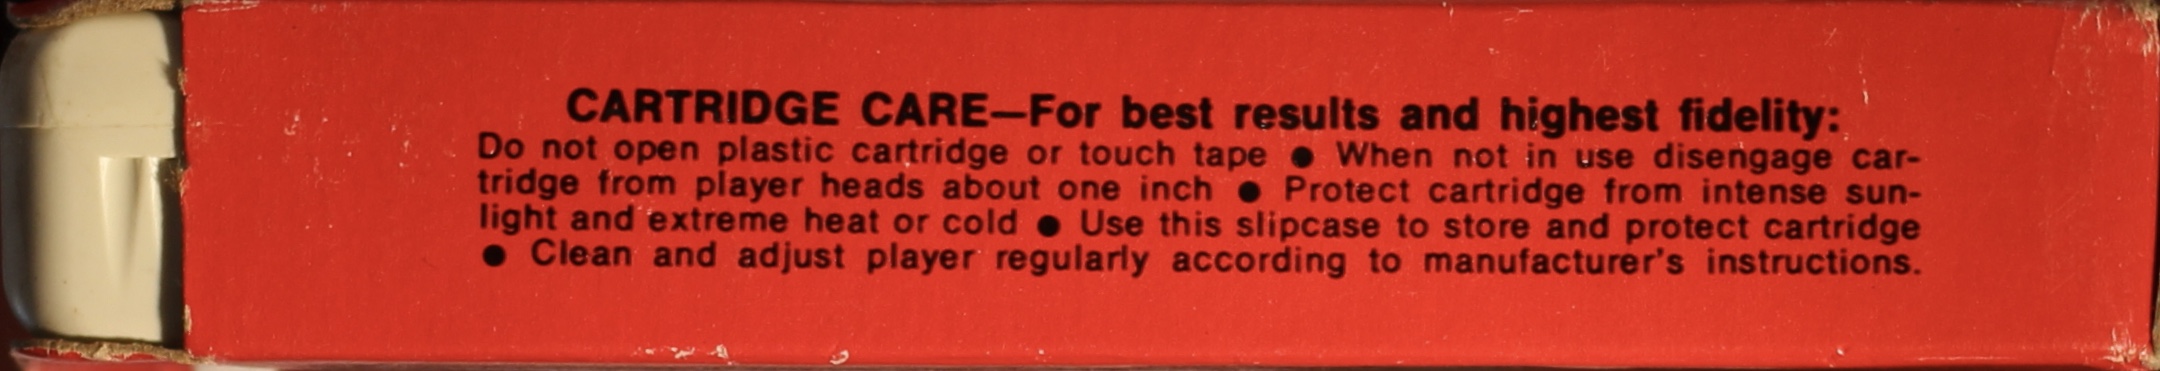 CARTRIDGE CARE—For best results and highest fidelity:
Do not open plastic cartridge or touch tape ● When not in use disengage car-
tridge from player heads about one inch ● Protect cartridge from intense sun-
light and extreme heat or cold ● Use this slipcase to store and protect cartridge
● Clean and adjust player regularly according to manufacturer's instructions.